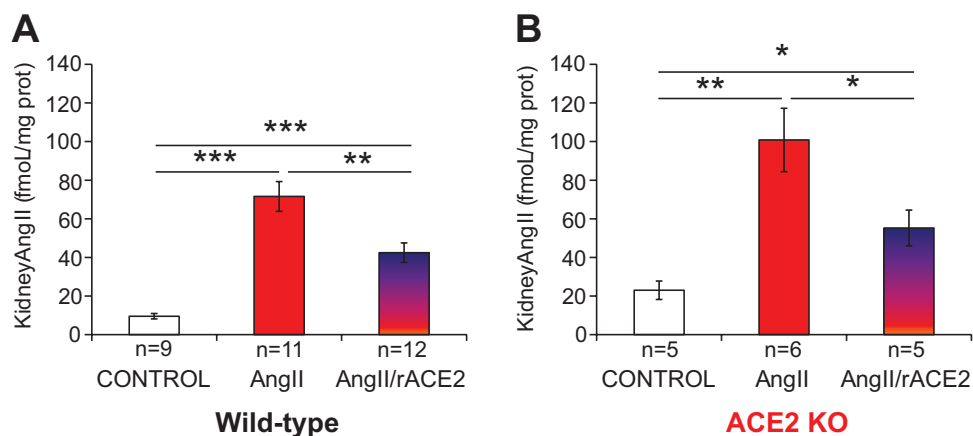 A
KidneyAngII (fmoL/mg prot)
140
120
100
80
60
40
20
0
***
***
**
n=9
n=11
n=12
CONTROL
AngII
AngII/rACE2
Wild-type
B
KidneyAngII (fmoL/mg prot)
140
120
100
80
60
40
20
0
*
**
*
n=5
n=6
n=5
CONTROL
AngII
AngII/rACE2
ACE2 KO